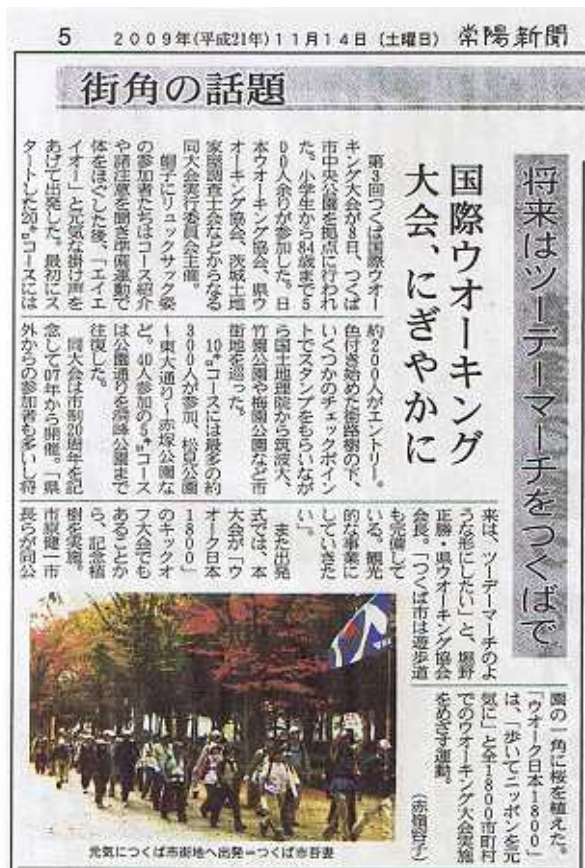 5 2009年(平成21年)11月14日(土曜日) 常陽新聞
街角の話題
将来はツーデーマーチをつくばで
国際ウオーキング
大会、にぎやかに
第3回つくば国際ウオー
キング大会が8日、つくば
市中央公園を拠点に行われ
た。小学生から84歳まで5
00人余りが参加した。日
本ウオーキング協会、県ウ
オーキング協会、茨城土地
家屋調査士会などからなる
同大会実行委員会主催。
帽子にリュックサック姿
の参加者たちはコース紹介
や諸注意を聞き準備運動で
体をほぐした後、「エイエ
イオー」と元気な掛け声を
あげて出発した。最初にス
タートした20㌔コースには
約200人がエントリー。
色付き始めた街路樹の下、
いくつかのチェックポイン
トでスタンプをもらいなが
ら国土地理院から筑波大、
竹園公園や梅園公園など市
街地を巡った。
10㌔コースには最多の約
300人が参加、松見公園
～東大通り～赤塚公園な
ど。40人参加の5㌔コース
は公園通りを洞峰公園まで
往復した。
同大会は市制20周年を記
念して07年から開催。「県
外からの参加者も多いし将
来は、ツーデーマーチのよ
うな形にしたい」と、堀野
正勝・県ウオーキング協会
会長。「つくば市は遊歩道
も完備して
いる。観光
的な事業に
していきた
い」。
また出発
式では、本
大会が「ウ
オーク日本
1800」
のキックオ
フ大会でも
あることか
ら、記念植
樹を実施。
市原健一市
長らが同公
園の一角に桜を植えた。
「ウオーク日本1800」
は、「歩いてニッポンを元
気に」と全1800市町村
でのウオーキング大会実施
をめざす運動。
(赤嶺容子)
元気につくば市街地へ出発＝つくば市吾妻